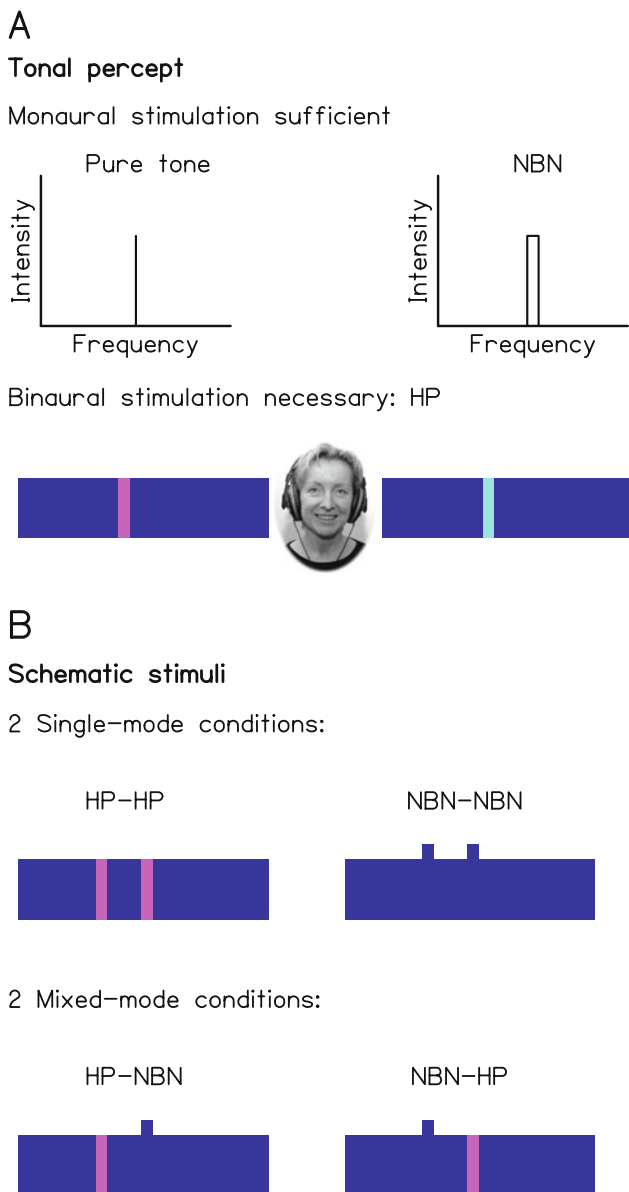 A
Tonal percept
Monaural stimulation sufficient
Pure tone
NBN
Intensity
Intensity
Frequency
Frequency
Binaural stimulation necessary: HP
B
Schematic stimuli
2 Single-mode conditions:
HP-HP
NBN-NBN
2 Mixed-mode conditions:
HP-NBN
NBN-HP